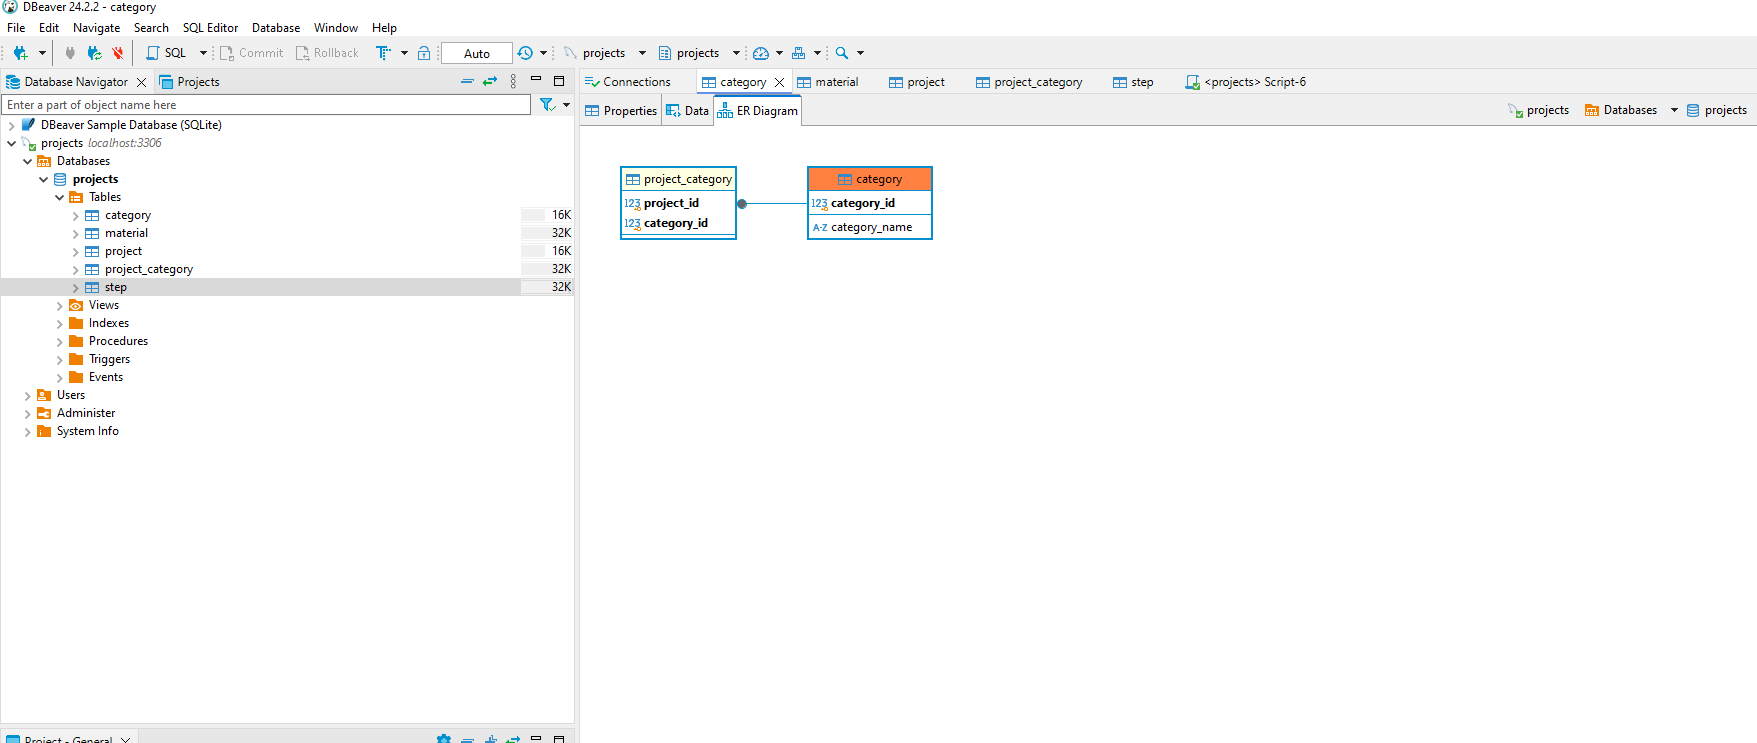 DBeaver 24.2.2 - category
File Edit Navigate Search SQL Editor Database Window Help
SQL Commit Rollback Auto projects projects
Database Navigator Projects
Enter a part of object name here
DBeaver Sample Database (SQLite)
projects localhost:3306
Databases
projects
Tables
category 16K
material 32K
project 16K
project_category 32K
step 32K
Views
Indexes
Procedures
Triggers
Events
Users
Administer
System Info
Project - General
Connections category material project project_category step <projects> Script-6
Properties Data ER Diagram projects Databases projects
project_category
123 project_id
123 category_id
category
123 category_id
A-Z category_name